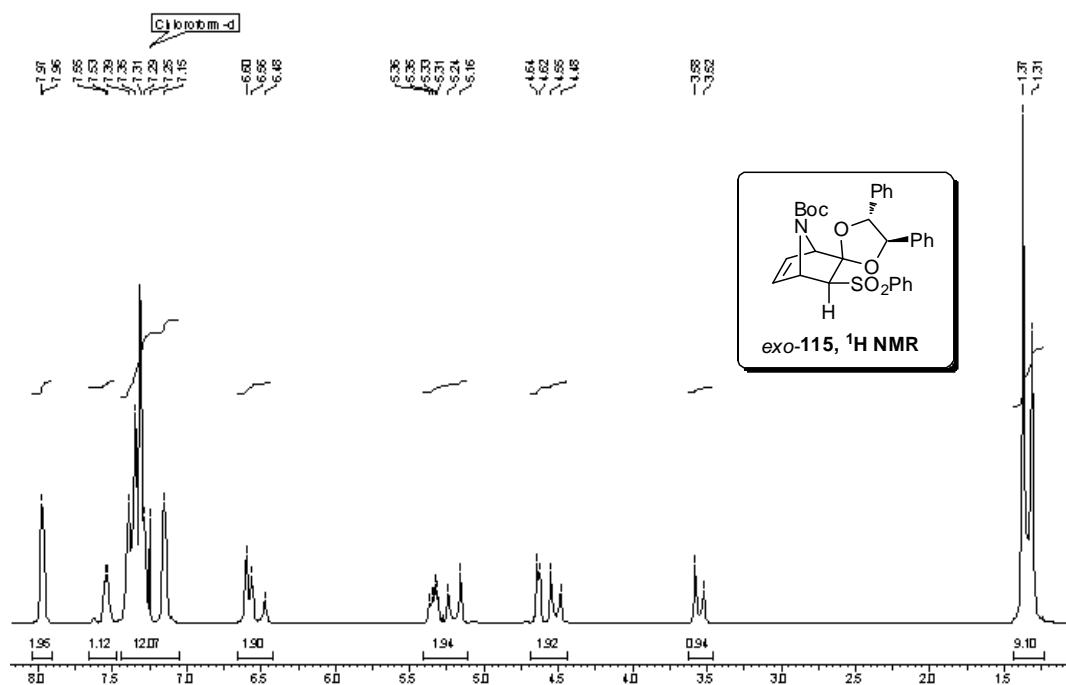 Chloroform-d
7.97 7.96 7.55 7.53 7.39 7.35 7.31 7.29 7.25 7.15 6.60 6.56 6.48 5.36 5.35 5.33 5.31 5.24 5.16 4.64 4.62 4.55 4.48 3.58 3.52 1.37 1.31
Ph
Boc
N O Ph
O
SO₂Ph
H
exo-115, ¹H NMR
1.95 1.12 12.07 1.90 1.94 1.92 0.94 9.10
8.0 7.5 7.0 6.5 6.0 5.5 5.0 4.5 4.0 3.5 3.0 2.5 2.0 1.5